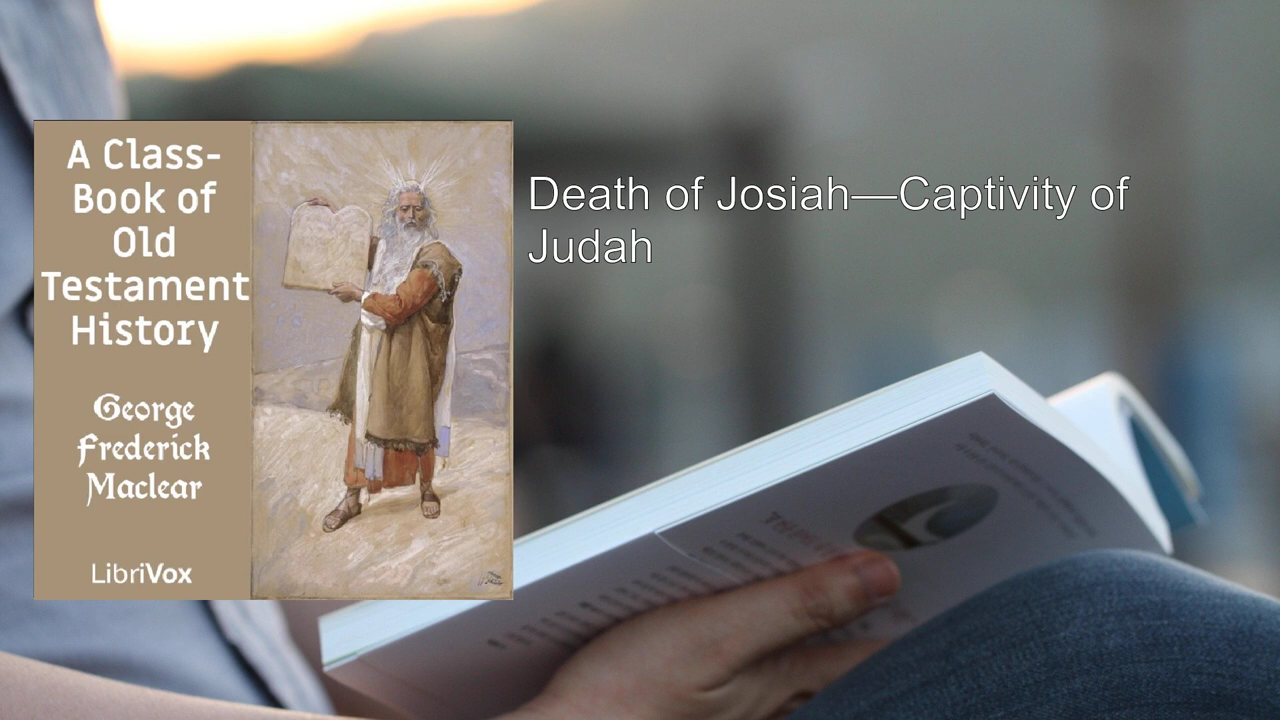 A Class-
Book of
Old
Testament
History
George
Frederick
Maclear
LibriVox
Death of Josiah—Captivity of
Judah